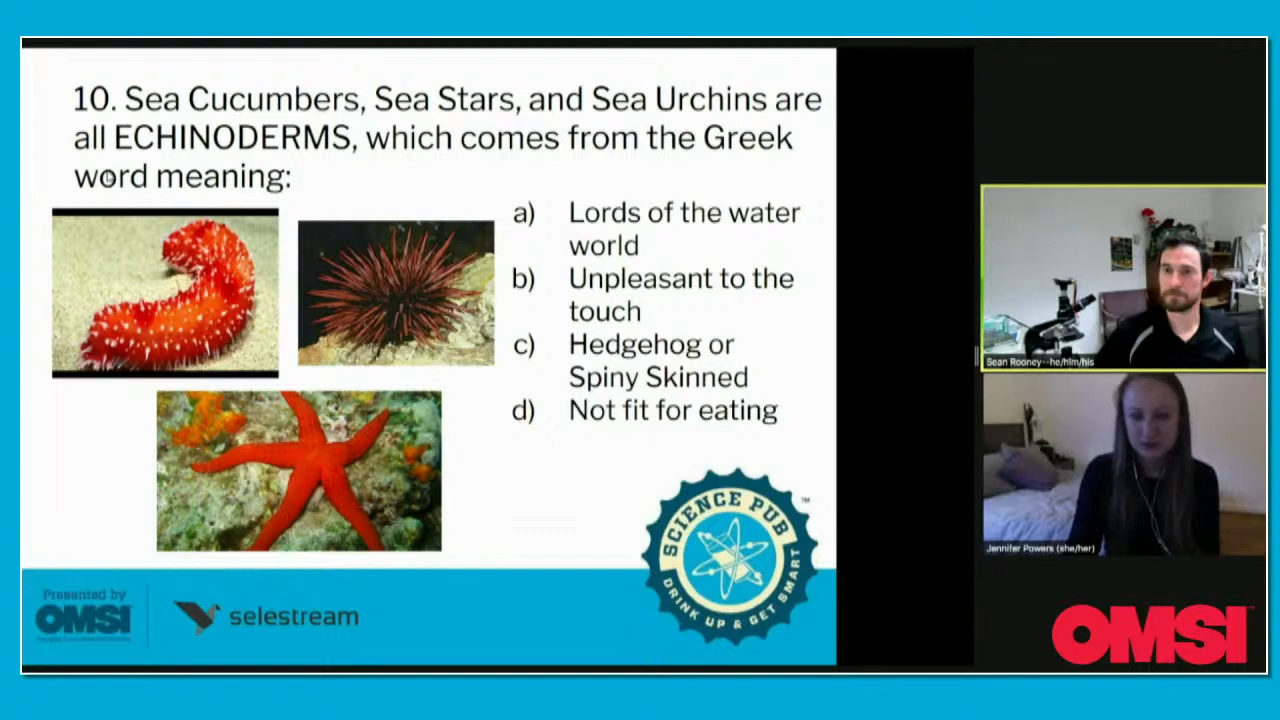 10. Sea Cucumbers, Sea Stars, and Sea Urchins are
all ECHINODERMS, which comes from the Greek
word meaning:
a) Lords of the water
world
b) Unpleasant to the
touch
c) Hedgehog or
Spiny Skinned
d) Not fit for eating
SCIENCE PUB
DRINK UP & GET SMART
TM
Presented by
OMSI
selestream
Sean Rooney--he/him/his
Jennifer Powers (she/her)
OMSI